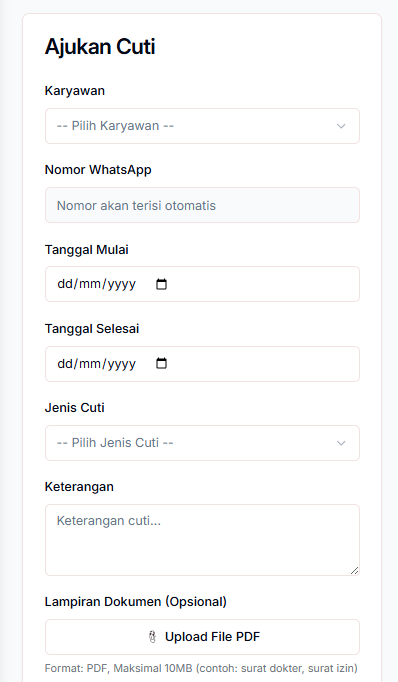 Ajukan Cuti
Karyawan
-- Pilih Karyawan --
Nomor WhatsApp
Nomor akan terisi otomatis
Tanggal Mulai
dd/mm/yyyy
Tanggal Selesai
dd/mm/yyyy
Jenis Cuti
-- Pilih Jenis Cuti --
Keterangan
Keterangan cuti...
Lampiran Dokumen (Opsional)
Upload File PDF
Format: PDF, Maksimal 10MB (contoh: surat dokter, surat izin)